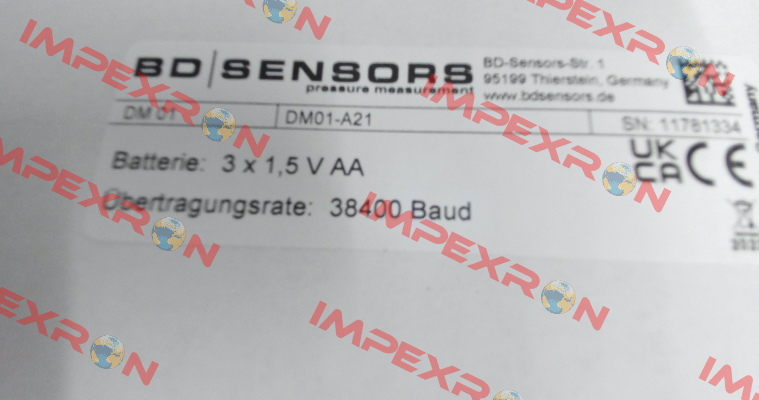 BD|SENSORS
pressure measurement
BD-Sensors-Str. 1
95199 Thierstein, Germany
www.bdsensors.de
DM 01
DM01-A21
SN: 11781334
Batterie: 3 x 1,5 V AA
Übertragungsrate: 38400 Baud
UK
CA
CE
Germany
IMPEXRON
IMPEXRON
IMPEXRON
IMPEXRON
IMPEXRON